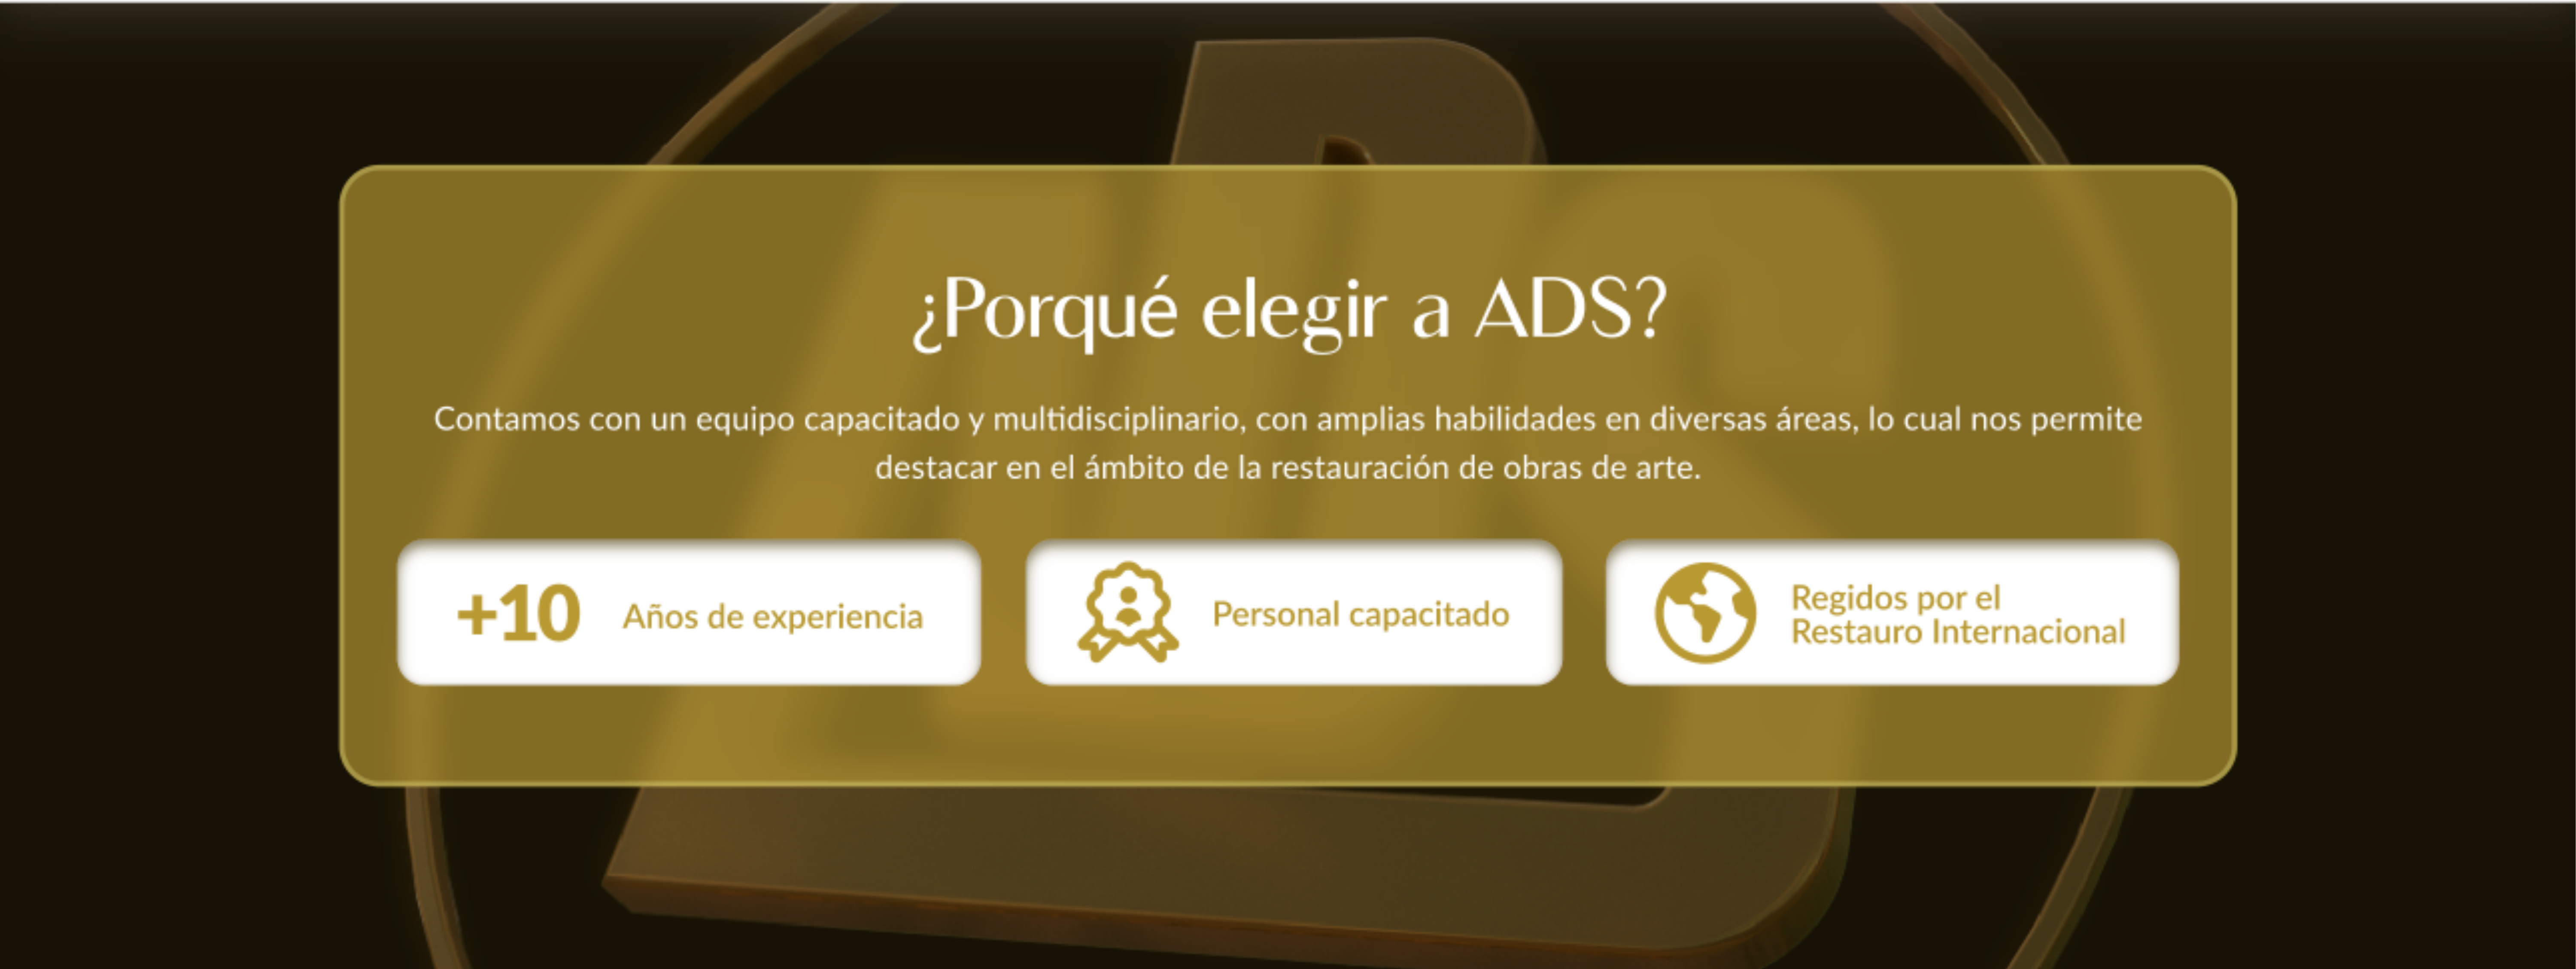 ¿Porqué elegir a ADS?
Contamos con un equipo capacitado y multidisciplinario, con amplias habilidades en diversas áreas, lo cual nos permite
destacar en el ámbito de la restauración de obras de arte.
+10 Años de experiencia
Personal capacitado
Regidos por el
Restauro Internacional